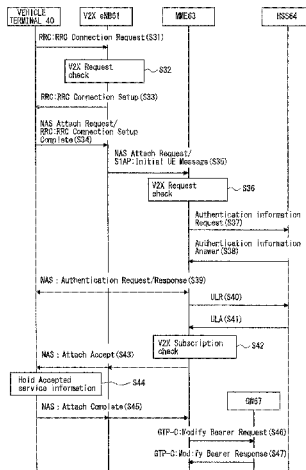 VEHICLE
TERMINAL 40
V2X eNB61
MME63
HSS64
RRC:RRC Connection Request(S31)
V2X Request
check
S32
RRC:RRC Connection Setup(S33)
NAS Attach Request/
RRC:RRC Connection Setup
Complete(S34)
NAS Attach Request/
S1AP:Initial UE Message(S35)
V2X Request
check
S36
Authentication information
Request(S37)
Authentication information
Answer(S38)
NAS : Authentication Request/Response(S39)
ULR(S40)
ULA(S41)
V2X Subscription
check
S42
NAS : Attach Accept(S43)
Hold Accepted
service information
S44
GW67
NAS : Attach Complete(S45)
GTP-C:Modify Bearer Request(S46)
GTP-C:Modify Bearer Response(S47)